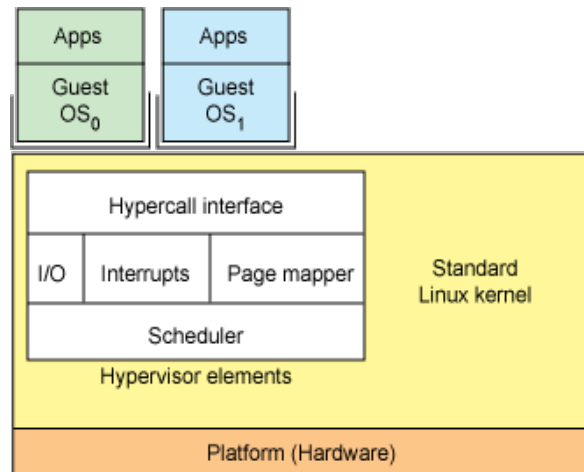 Apps
Guest
OS0
Apps
Guest
OS1
Hypercall interface
I/O
Interrupts
Page mapper
Scheduler
Hypervisor elements
Standard
Linux kernel
Platform (Hardware)